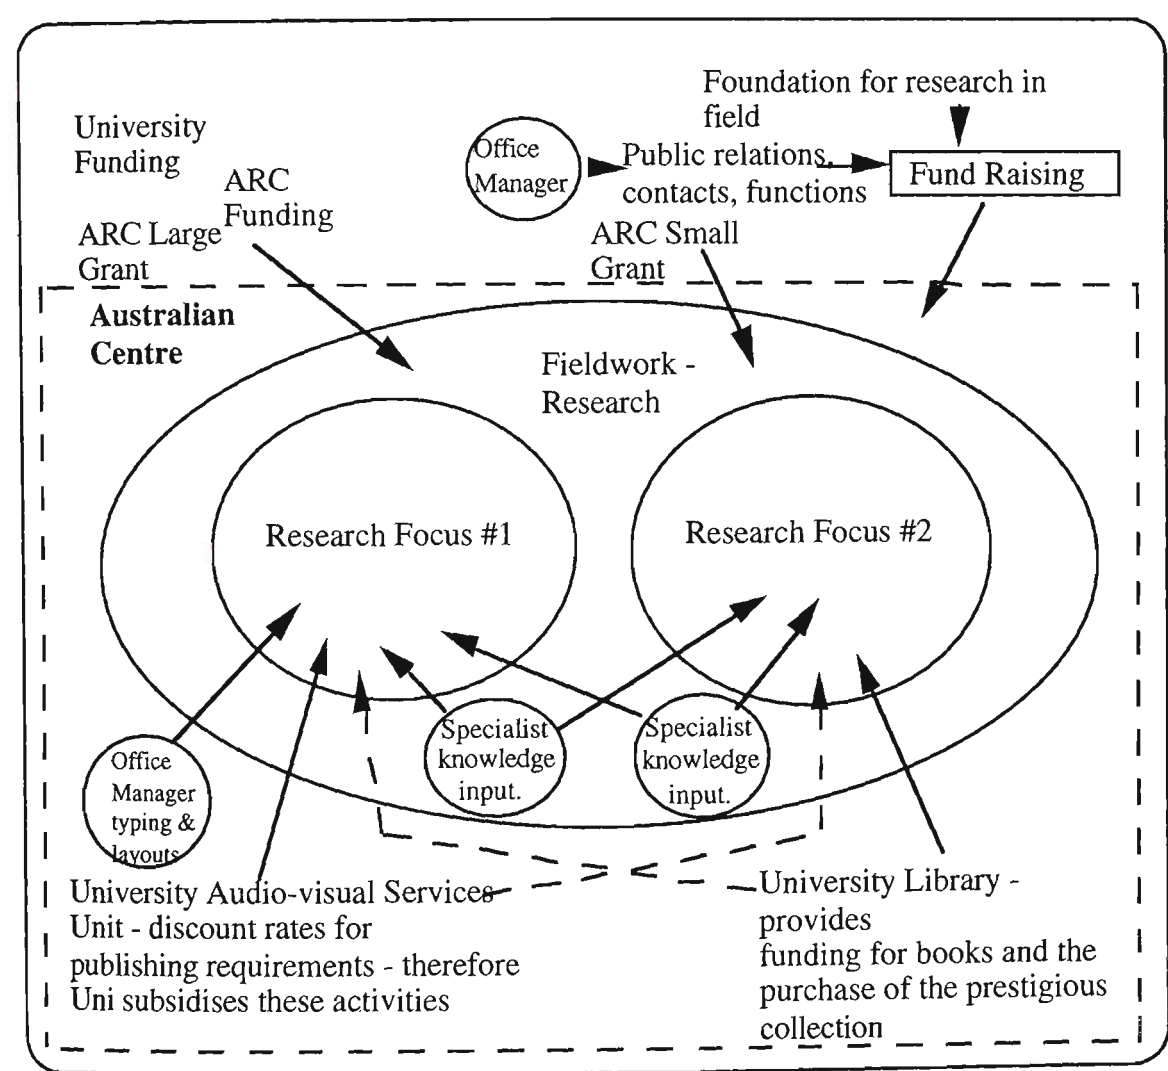 University
Funding
ARC
Funding
ARC Large
Grant
Office
Manager
Foundation for research in
field
Public relations,
contacts, functions
Fund Raising
ARC Small
Grant
Australian
Centre
Fieldwork -
Research
Research Focus #1
Research Focus #2
Specialist
knowledge
input.
Specialist
knowledge
input.
Office
Manager
typing &
layouts
University Audio-visual Services
Unit - discount rates for
publishing requirements - therefore
Uni subsidises these activities
University Library -
provides
funding for books and the
purchase of the prestigious
collection